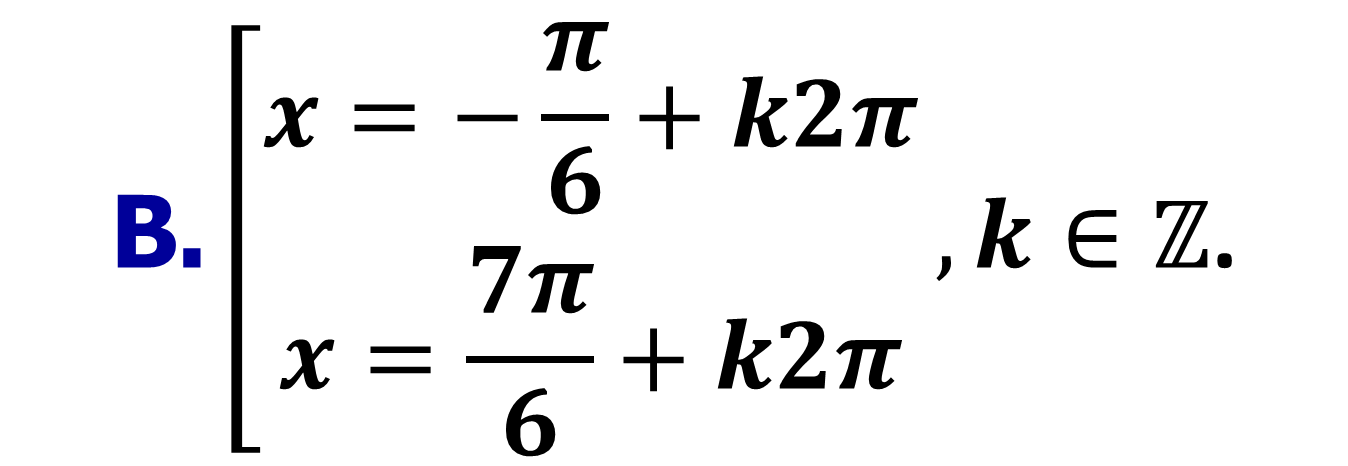 B. [ x = −π/6 + k2π
x = 7π/6 + k2π , k ∈ ℤ.